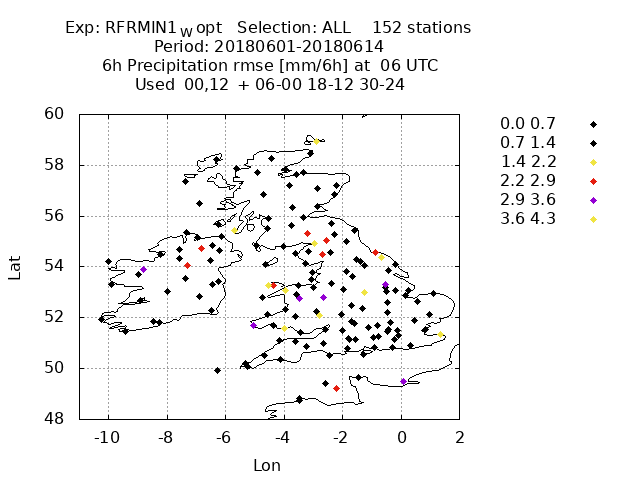 Exp: RFRMIN1 w opt   Selection: ALL    152 stations
Period: 20180601-20180614
6h Precipitation rmse [mm/6h] at  06 UTC
Used  00,12  + 06-00 18-12 30-24
0.0 0.7
0.7 1.4
1.4 2.2
2.2 2.9
2.9 3.6
3.6 4.3
60
58
56
54
52
50
48
Lat
-10 -8 -6 -4 -2 0 2
Lon